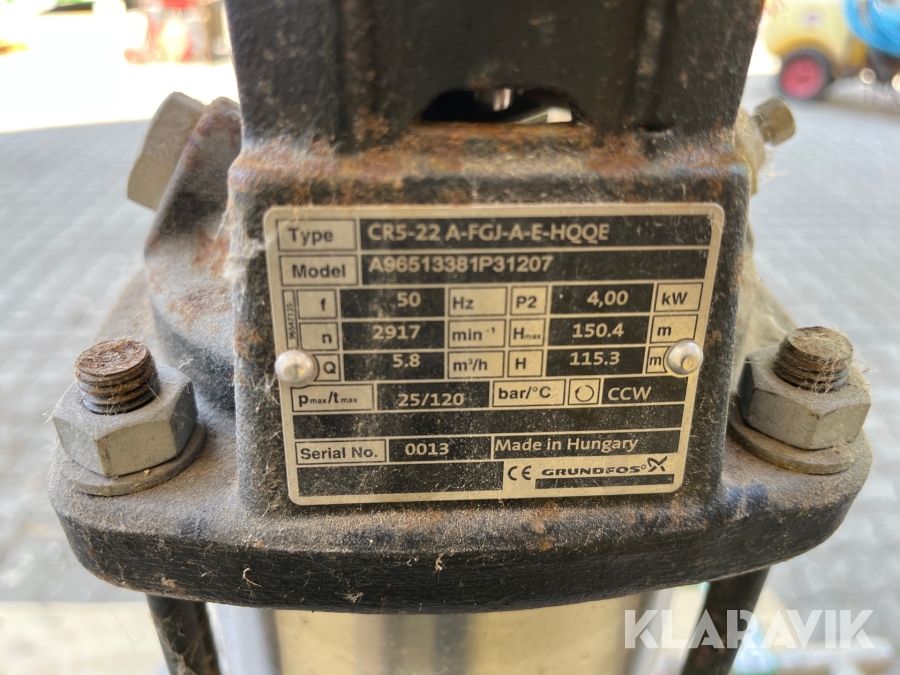 Type CR5-22 A-FGJ-A-E-HQQE
Model A96513381P31207
f 50 Hz P2 4,00 kW
n 2917 min⁻¹ Hmax 150.4 m
Q 5.8 m³/h H 115.3 m
pmax/tmax 25/120 bar/°C CCW
Serial No. 0013 Made in Hungary
CE GRUNDFOS
KLARAVIK